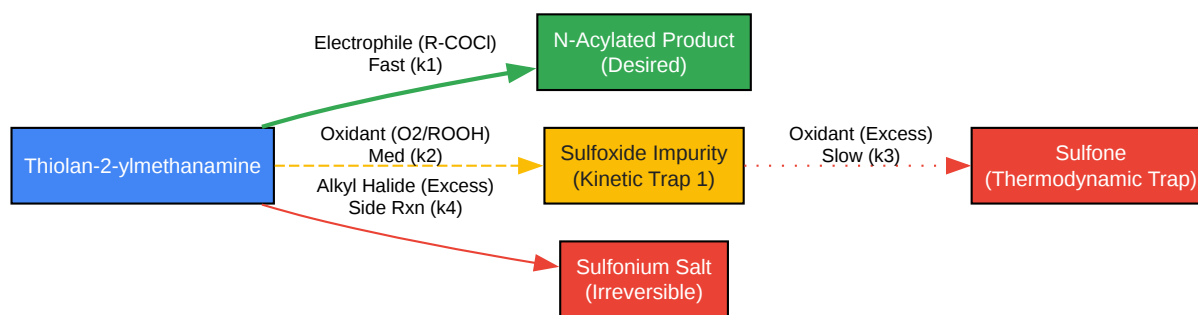 Electrophile (R-COCl)
Fast (k1)
N-Acylated Product
(Desired)
Thiolan-2-ylmethanamine
Oxidant (O2/ROOH)
Med (k2)
Sulfoxide Impurity
(Kinetic Trap 1)
Oxidant (Excess)
Slow (k3)
Sulfone
(Thermodynamic Trap)
Alkyl Halide (Excess)
Side Rxn (k4)
Sulfonium Salt
(Irreversible)